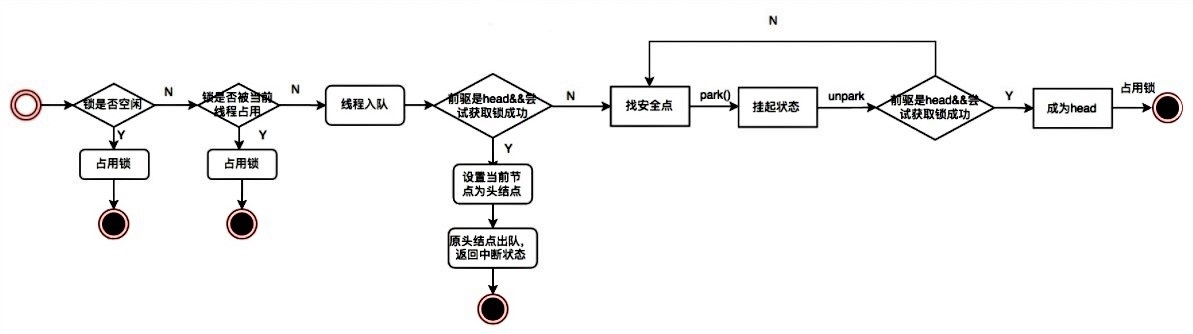 锁是否空闲
N
Y
占用锁
锁是否被当前
线程占用
N
Y
占用锁
线程入队
前驱是head&&尝
试获取锁成功
N
Y
设置当前节
点为头结点
原头结点出队,
返回中断状态
找安全点
park()
挂起状态
unpark
前驱是head&&尝
试获取锁成功
N
Y
成为head
占用锁